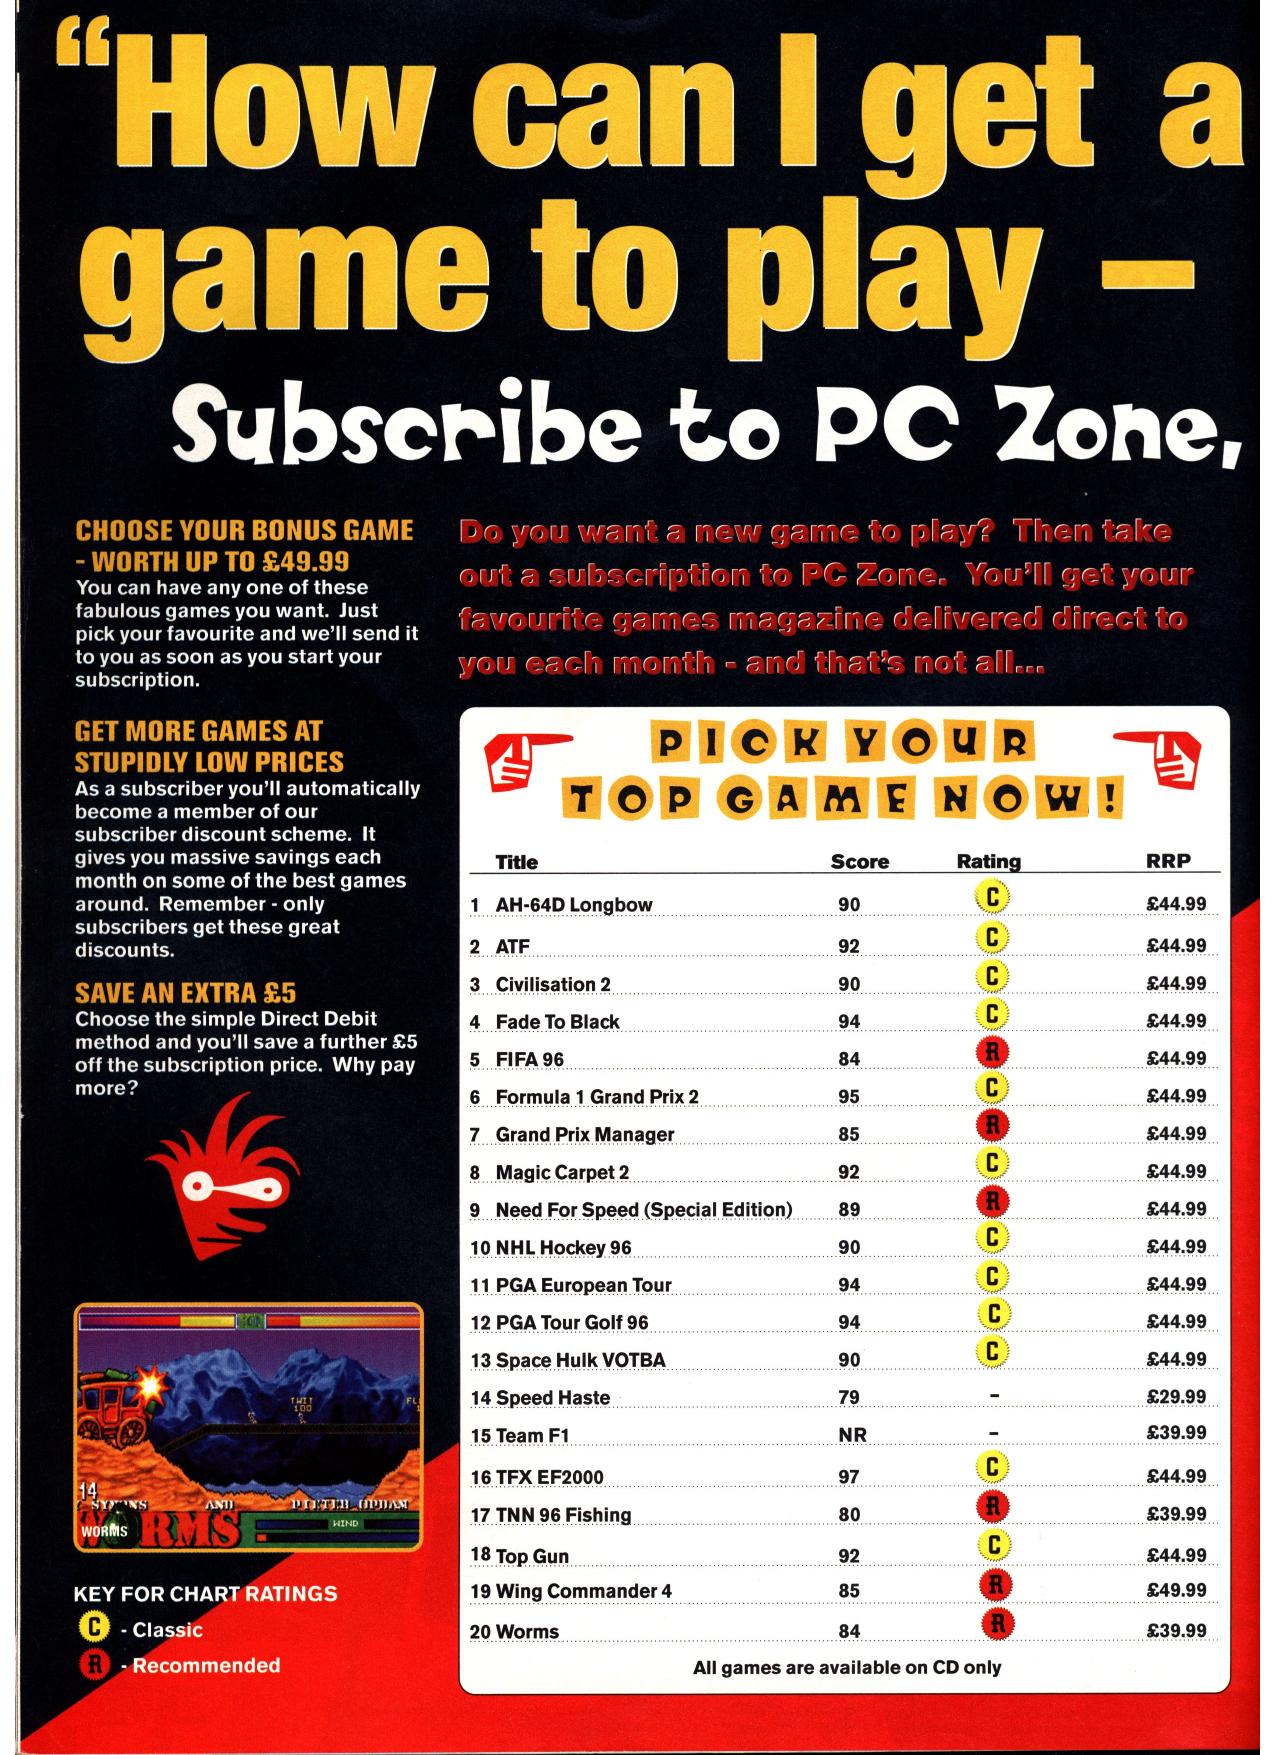 “How can I get a
game to play –
Subscribe to PC Zone,
CHOOSE YOUR BONUS GAME
- WORTH UP TO £49.99
You can have any one of these
fabulous games you want. Just
pick your favourite and we'll send it
to you as soon as you start your
subscription.
GET MORE GAMES AT
STUPIDLY LOW PRICES
As a subscriber you'll automatically
become a member of our
subscriber discount scheme. It
gives you massive savings each
month on some of the best games
around. Remember - only
subscribers get these great
discounts.
SAVE AN EXTRA £5
Choose the simple Direct Debit
method and you'll save a further £5
off the subscription price. Why pay
more?
TWIT
100
FL
14
SYMONS AND PIETER OPDAM
WORMS
WORMS
WIND
KEY FOR CHART RATINGS
C - Classic
R - Recommended
Do you want a new game to play? Then take
out a subscription to PC Zone. You'll get your
favourite games magazine delivered direct to
you each month - and that's not all...
PICK YOUR
TOP GAME NOW!
Title Score Rating RRP
1 AH-64D Longbow 90 C £44.99
2 ATF 92 C £44.99
3 Civilisation 2 90 C £44.99
4 Fade To Black 94 C £44.99
5 FIFA 96 84 R £44.99
6 Formula 1 Grand Prix 2 95 C £44.99
7 Grand Prix Manager 85 R £44.99
8 Magic Carpet 2 92 C £44.99
9 Need For Speed (Special Edition) 89 R £44.99
10 NHL Hockey 96 90 C £44.99
11 PGA European Tour 94 C £44.99
12 PGA Tour Golf 96 94 C £44.99
13 Space Hulk VOTBA 90 C £44.99
14 Speed Haste 79 – £29.99
15 Team F1 NR – £39.99
16 TFX EF2000 97 C £44.99
17 TNN 96 Fishing 80 R £39.99
18 Top Gun 92 C £44.99
19 Wing Commander 4 85 R £49.99
20 Worms 84 R £39.99
All games are available on CD only